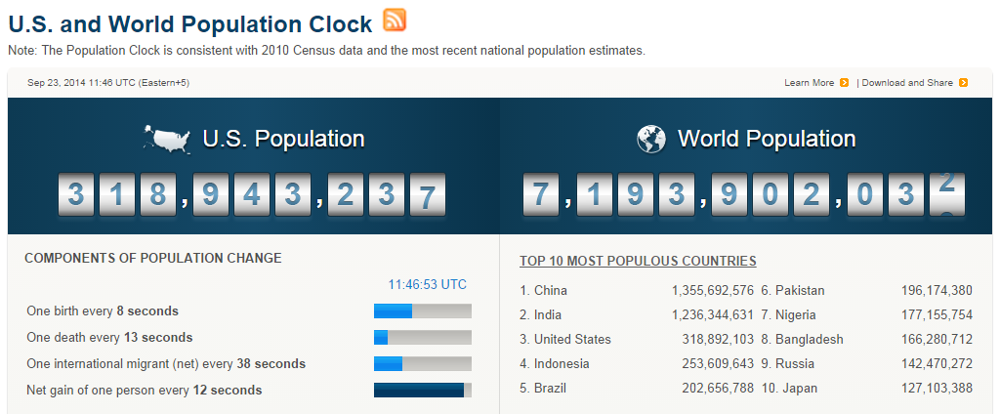 U.S. and World Population Clock
Note: The Population Clock is consistent with 2010 Census data and the most recent national population estimates.
Sep 23, 2014 11:46 UTC (Eastern+5) Learn More | Download and Share
U.S. Population
318,943,237
World Population
7,193,902,032
COMPONENTS OF POPULATION CHANGE
11:46:53 UTC
One birth every 8 seconds
One death every 13 seconds
One international migrant (net) every 38 seconds
Net gain of one person every 12 seconds
TOP 10 MOST POPULOUS COUNTRIES
1. China 1,355,692,576 6. Pakistan 196,174,380
2. India 1,236,344,631 7. Nigeria 177,155,754
3. United States 318,892,103 8. Bangladesh 166,280,712
4. Indonesia 253,609,643 9. Russia 142,470,272
5. Brazil 202,656,788 10. Japan 127,103,388